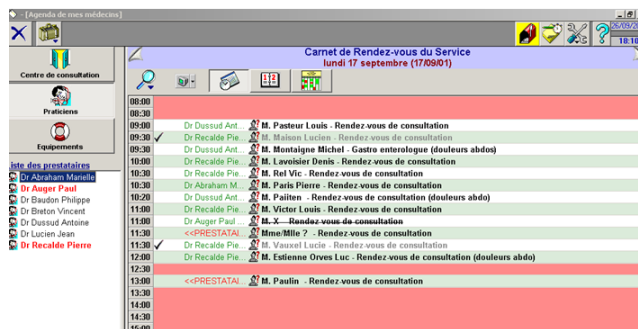 - [Agenda de mes médecins]
26/09/20
18:10
Centre de consultation
Praticiens
Equipements
iste des prestataires
Dr Abraham Marielle
Dr Auger Paul
Dr Baudon Philippe
Dr Breton Vincent
Dr Dussud Antoine
Dr Lucien Jean
Dr Recalde Pierre
Carnet de Rendez-vous du Service
lundi 17 septembre (17/09/01)
08:00
08:30
09:00 Dr Dussud Ant... M. Pasteur Louis - Rendez-vous de consultation
09:30 Dr Recalde Pie... M. Maison Lucien - Rendez-vous de consultation
09:30 Dr Dussud Ant... M. Montaigne Michel - Gastro enterologue (douleurs abdo)
10:00 Dr Recalde Pie... M. Lavoisier Denis - Rendez-vous de consultation
10:30 Dr Recalde Pie... M. Rel Vic - Rendez-vous de consultation
10:30 Dr Abraham M... M. Paris Pierre - Rendez-vous de consultation
10:20 Dr Dussud Ant... M. Paiiten - Rendez-vous de consultation (douleurs abdo)
11:00 Dr Recalde Pie... M. Victor Louis - Rendez-vous de consultation
11:00 Dr Auger Paul ... M. X - Rendez-vous de consultation
11:30 <<PRESTATAI... Mme/Mlle ? - Rendez-vous de consultation
11:30 Dr Recalde Pie... M. Vauxel Lucie - Rendez-vous de consultation
12:00 Dr Recalde Pie... M. Estienne Orves Luc - Rendez-vous de consultation (douleurs abdo)
12:30
13:00 <<PRESTATAI... M. Paulin - Rendez-vous de consultation
13:30
14:00
14:30
15:00